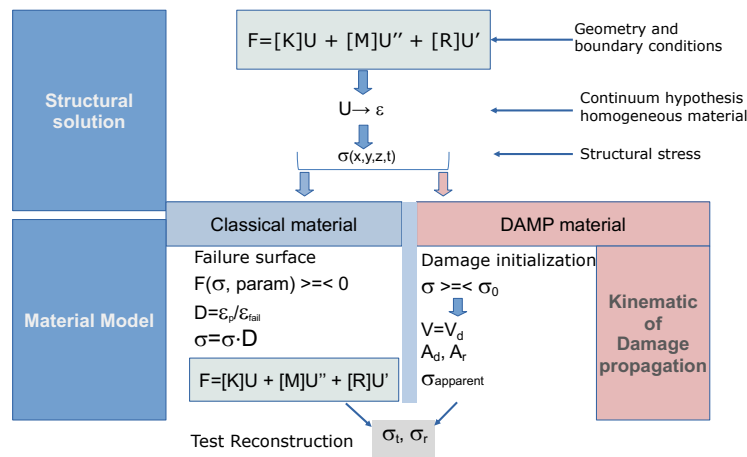 F=[K]U + [M]U’’ + [R]U’
Geometry and
boundary conditions
Structural
solution
U→ ε
Continuum hypothesis
homogeneous material
σ(x,y,z,t)
Structural stress
Classical material
DAMP material
Material Model
Failure surface
F(σ, param) >=< 0
D=εp/εfail
σ=σ·D
F=[K]U + [M]U’’ + [R]U’
Damage initialization
σ >=< σ0
V=Vd
Ad, Ar
σapparent
Kinematic
of
Damage
propagation
Test Reconstruction
σt, σr